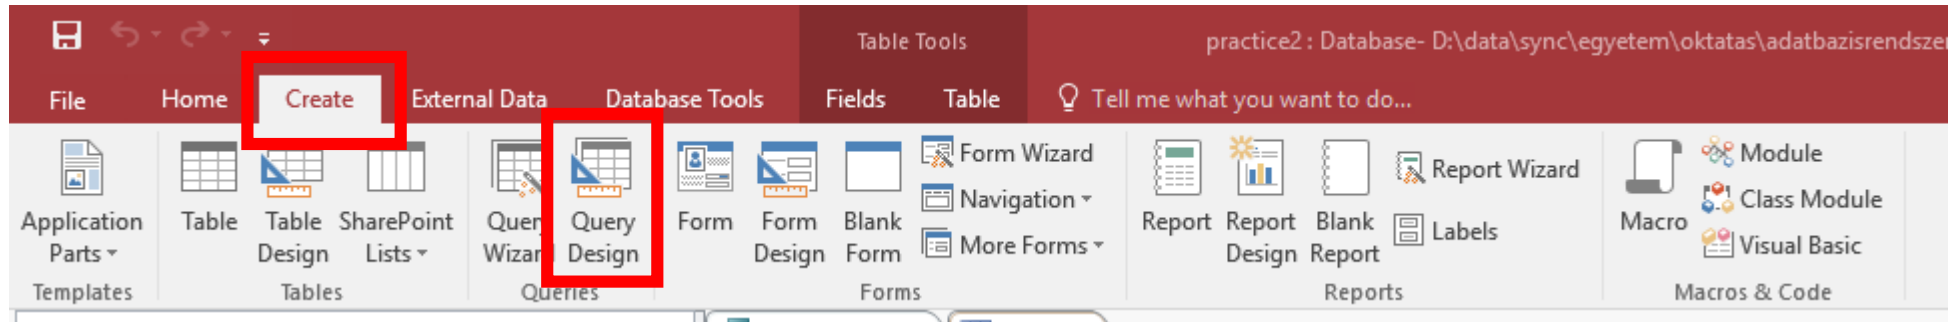 Table Tools
practice2 : Database- D:\data\sync\egyetem\oktatas\adatbazisrendszer
File Home Create External Data Database Tools Fields Table Tell me what you want to do...
Application Parts
Table
Table Design
SharePoint Lists
Query Wizard
Query Design
Form
Form Design
Blank Form
Form Wizard
Navigation
More Forms
Report
Report Design
Blank Report
Report Wizard
Labels
Macro
Module
Class Module
Visual Basic
Templates Tables Queries Forms Reports Macros & Code